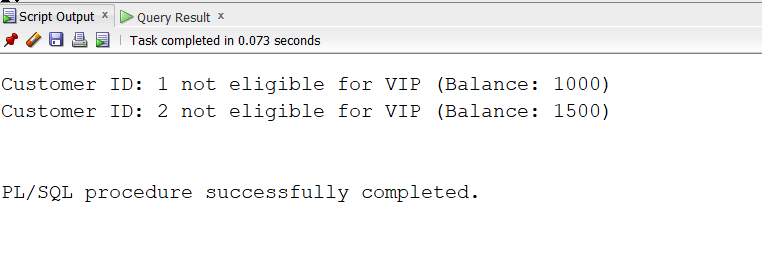 Script Output x Query Result x
Task completed in 0.073 seconds
Customer ID: 1 not eligible for VIP (Balance: 1000)
Customer ID: 2 not eligible for VIP (Balance: 1500)
PL/SQL procedure successfully completed.